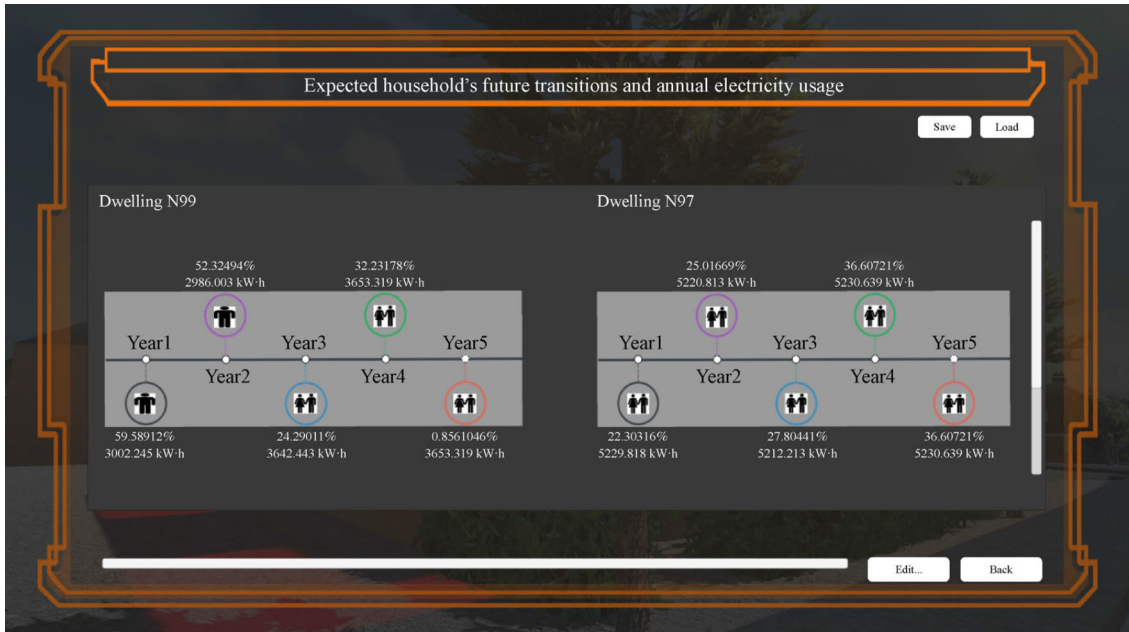 Expected household’s future transitions and annual electricity usage
Save Load
Dwelling N99
52.32494% 32.23178%
2986.003 kW·h 3653.319 kW·h
Year1 Year3 Year5
Year2 Year4
59.58912% 24.29011% 0.8561046%
3002.245 kW·h 3642.443 kW·h 3653.319 kW·h
Dwelling N97
25.01669% 36.60721%
5220.813 kW·h 5230.639 kW·h
Year1 Year3 Year5
Year2 Year4
22.30316% 27.80441% 36.60721%
5229.818 kW·h 5212.213 kW·h 5230.639 kW·h
Edit... Back